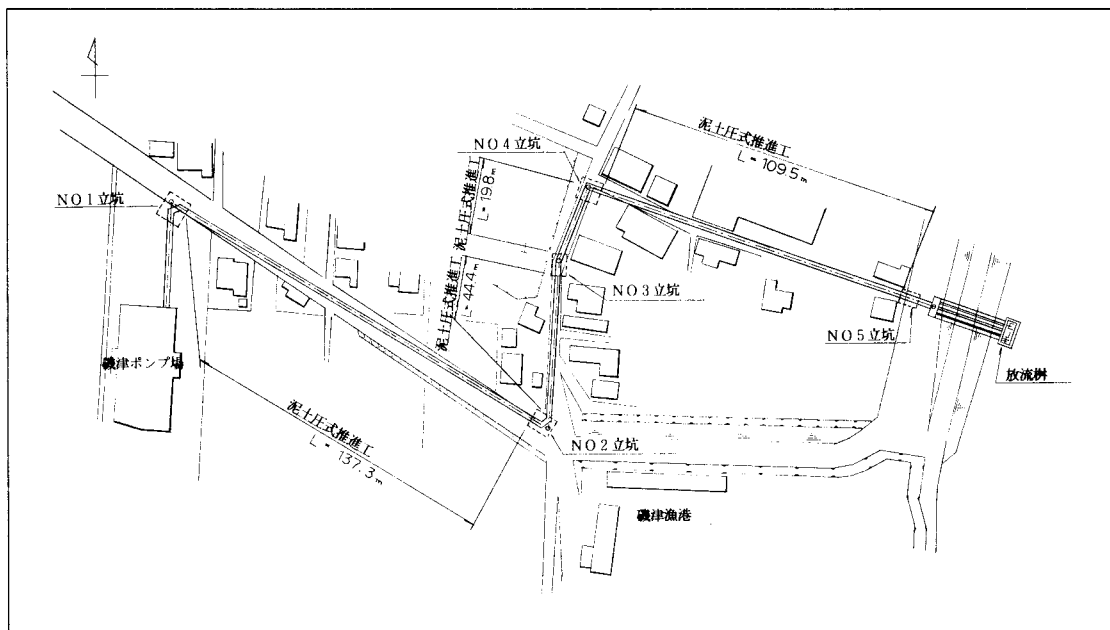 泥土圧式推進工
L=109.5m
NO4立坑
泥土圧式推進工
L=19.8m
NO1立坑
泥土圧式推進工
L=44.4m
NO3立坑
NO5立坑
磯津ポンプ場
放流桝
泥土圧式推進工
L=137.3m
NO2立坑
磯津漁港